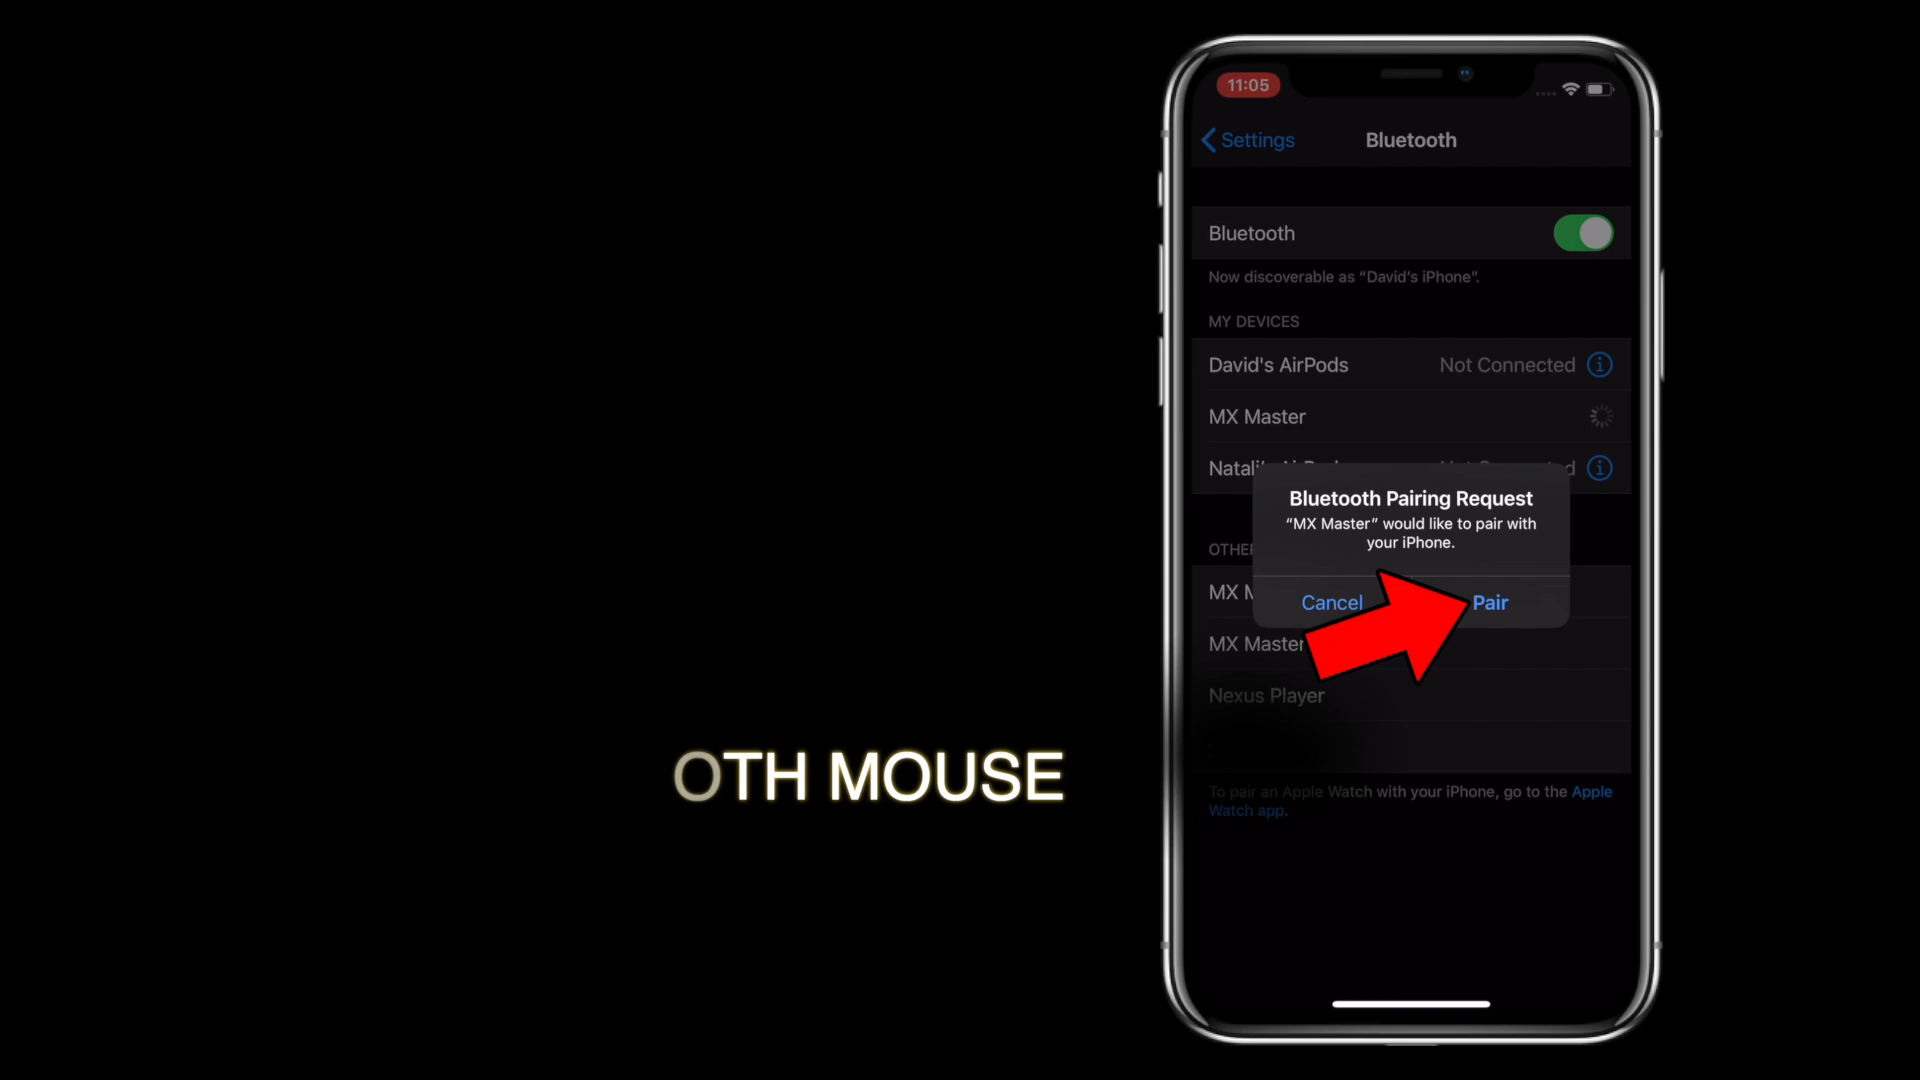 11:05
Settings
Bluetooth
Bluetooth
Now discoverable as “David’s iPhone”.
MY DEVICES
David's AirPods Not Connected
MX Master
Bluetooth Pairing Request
“MX Master” would like to pair with
your iPhone.
Cancel Pair
MX Master
Nexus Player
OTH MOUSE
To pair an Apple Watch with your iPhone, go to the Apple
Watch app.